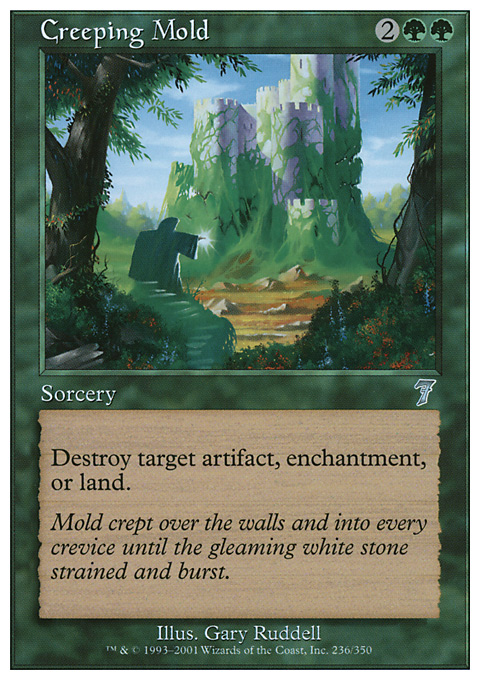 Creeping Mold 2
Sorcery 7
Destroy target artifact, enchantment,
or land.
Mold crept over the walls and into every
crevice until the gleaming white stone
strained and burst.
Illus. Gary Ruddell
™ & © 1993–2001 Wizards of the Coast, Inc. 236/350